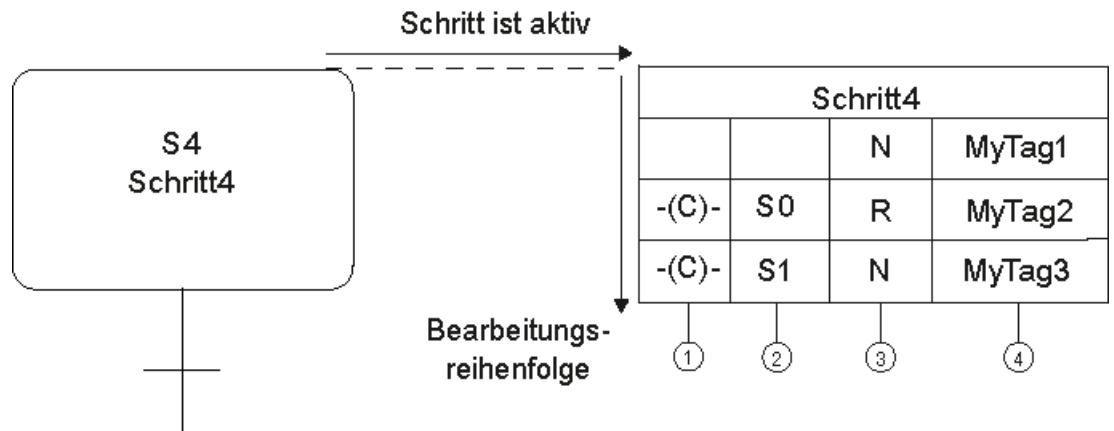 Schritt ist aktiv
S4
Schritt4
Schritt4
N MyTag1
-(C)- S0 R MyTag2
-(C)- S1 N MyTag3
Bearbeitungs-
reihenfolge
1 2 3 4